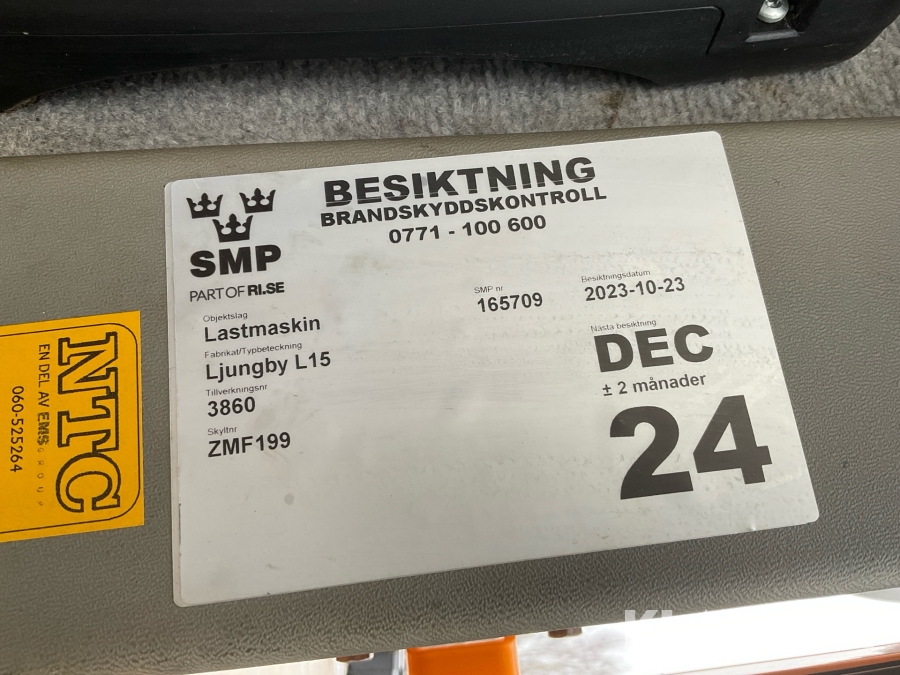 BESIKTNING
BRANDSKYDDSKONTROLL
0771 - 100 600
SMP
PART OF RI.SE
Objektslag
Lastmaskin
Fabrikat/Typbeteckning
Ljungby L15
Tillverkningsnr
3860
Skyltnr
ZMF199
SMP nr
165709
Besiktningsdatum
2023-10-23
Nästa besiktning
DEC
± 2 månader
24
NTC
EN DEL AV EMS GROUP
060-525264